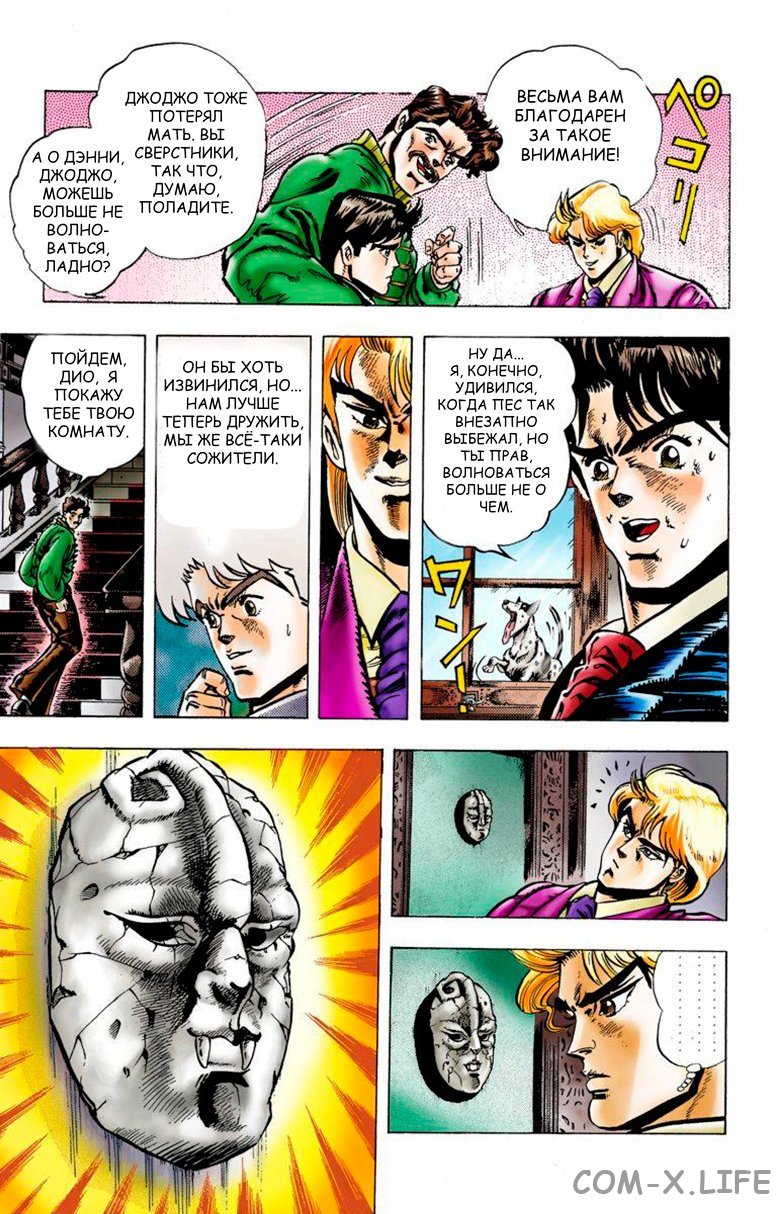 ВЕСЬМА ВАМ
БЛАГОДАРЕН
ЗА ТАКОЕ
ВНИМАНИЕ!
ペコリ
ДЖОДЖО ТОЖЕ
ПОТЕРЯЛ
МАТЬ. ВЫ
СВЕРСТНИКИ,
ТАК ЧТО,
ДУМАЮ,
ПОЛАДИТЕ.
А О ДЭННИ,
ДЖОДЖО,
МОЖЕШЬ
БОЛЬШЕ НЕ
ВОЛНО-
ВАТЬСЯ,
ЛАДНО?
НУ ДА...
Я, КОНЕЧНО,
УДИВИЛСЯ,
КОГДА ПЕС ТАК
ВНЕЗАПНО
ВЫБЕЖАЛ, НО
ТЫ ПРАВ,
ВОЛНОВАТЬСЯ
БОЛЬШЕ НЕ О
ЧЕМ.
ワン!
ОН БЫ ХОТЬ
ИЗВИНИЛСЯ, НО...
НАМ ЛУЧШЕ
ТЕПЕРЬ ДРУЖИТЬ,
МЫ ЖЕ ВСЁ-ТАКИ
СОЖИТЕЛИ.
ПОЙДЕМ,
ДИО, Я
ПОКАЖУ
ТЕБЕ ТВОЮ
КОМНАТУ.
COM-X.LIFE